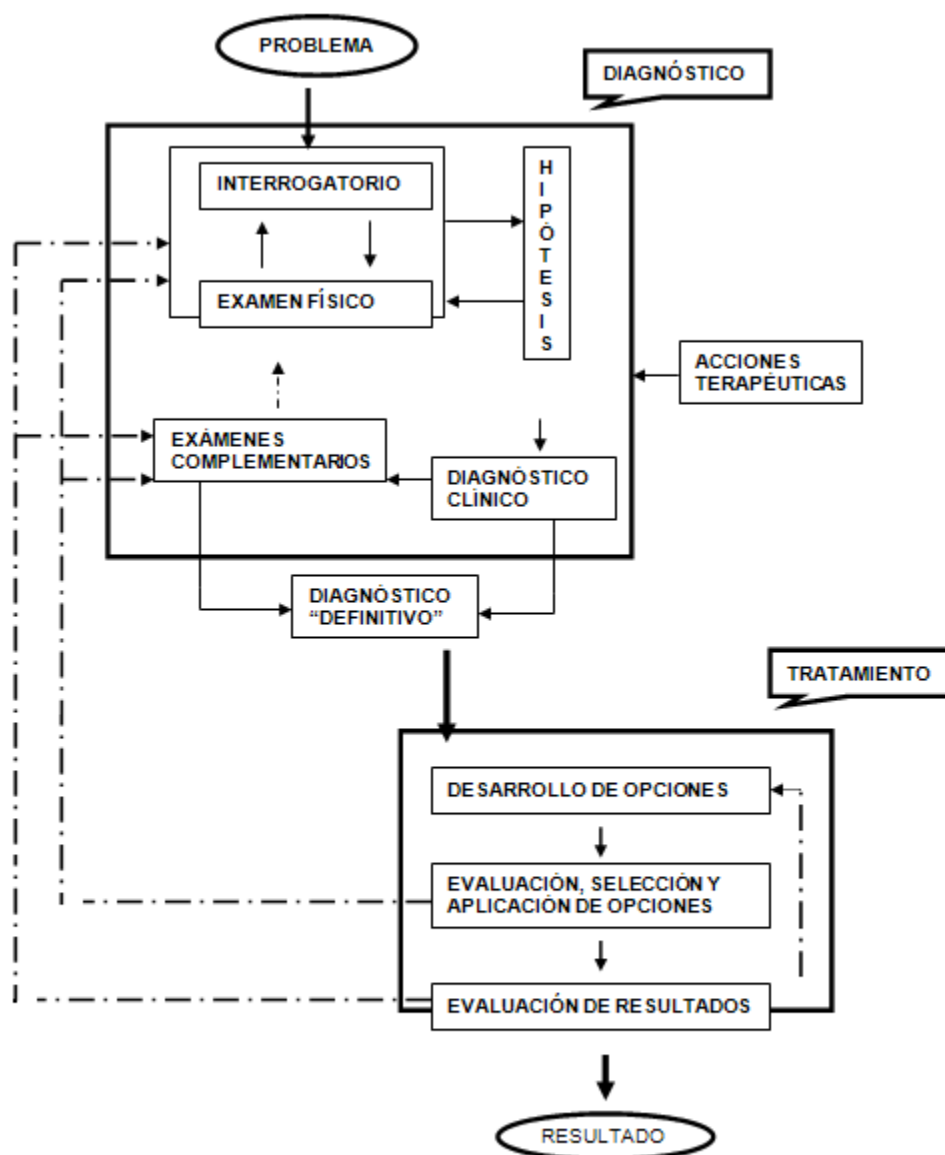 PROBLEMA
DIAGNÓSTICO
INTERROGATORIO
HIPÓTESIS
EXAMEN FÍSICO
ACCIONES
TERAPÉUTICAS
EXÁMENES
COMPLEMENTARIOS
DIAGNÓSTICO
CLÍNICO
DIAGNÓSTICO
“DEFINITIVO”
TRATAMIENTO
DESARROLLO DE OPCIONES
EVALUACIÓN, SELECCIÓN Y
APLICACIÓN DE OPCIONES
EVALUACIÓN DE RESULTADOS
RESULTADO